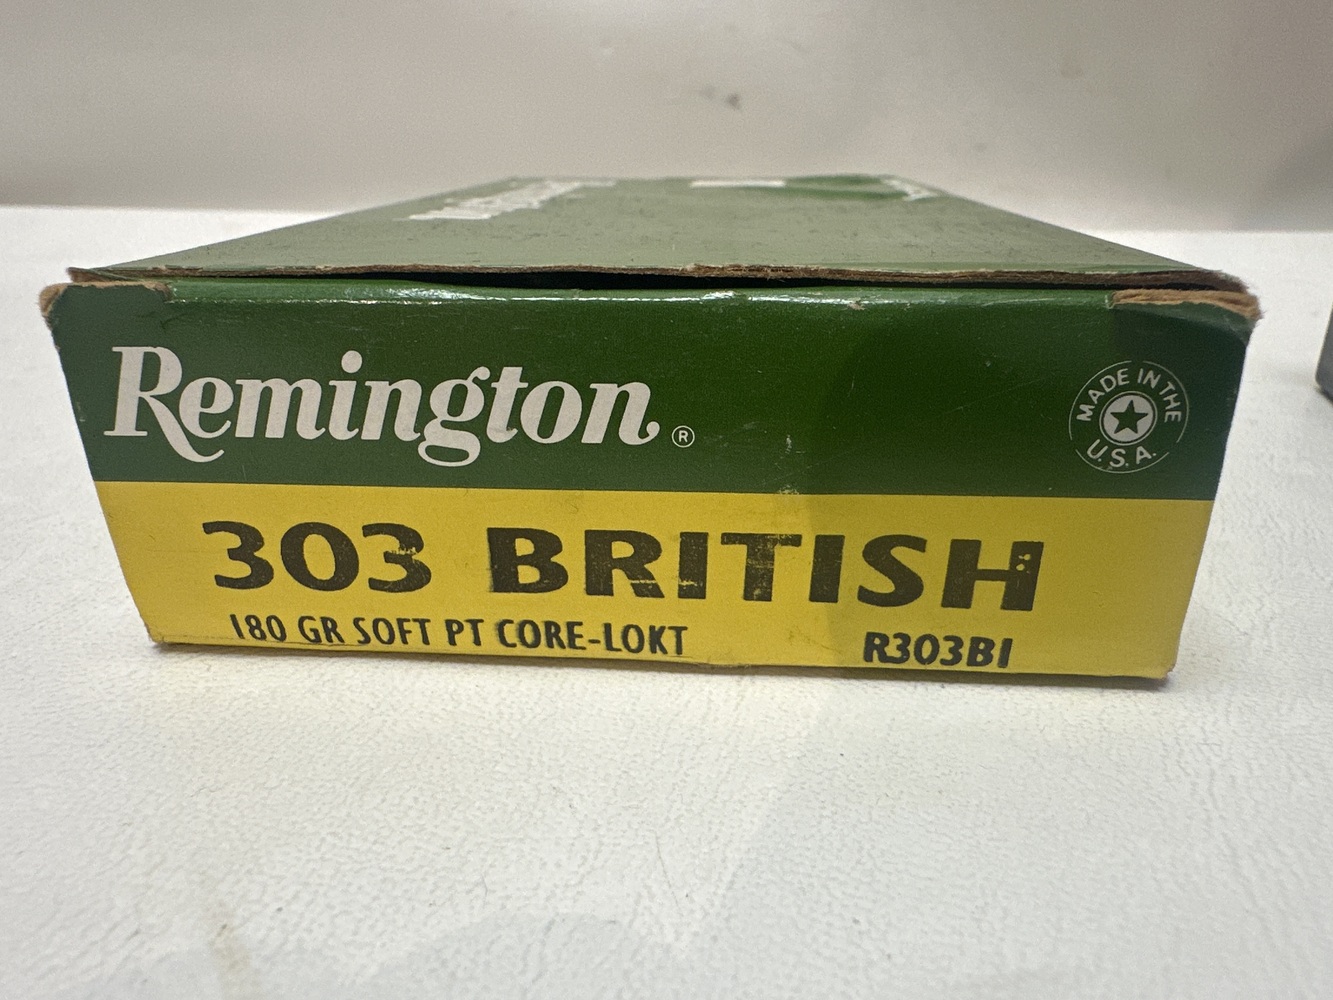 Remington®
MADE IN THE
U.S.A.
303 BRITISH
180 GR SOFT PT CORE-LOKT
R303B1